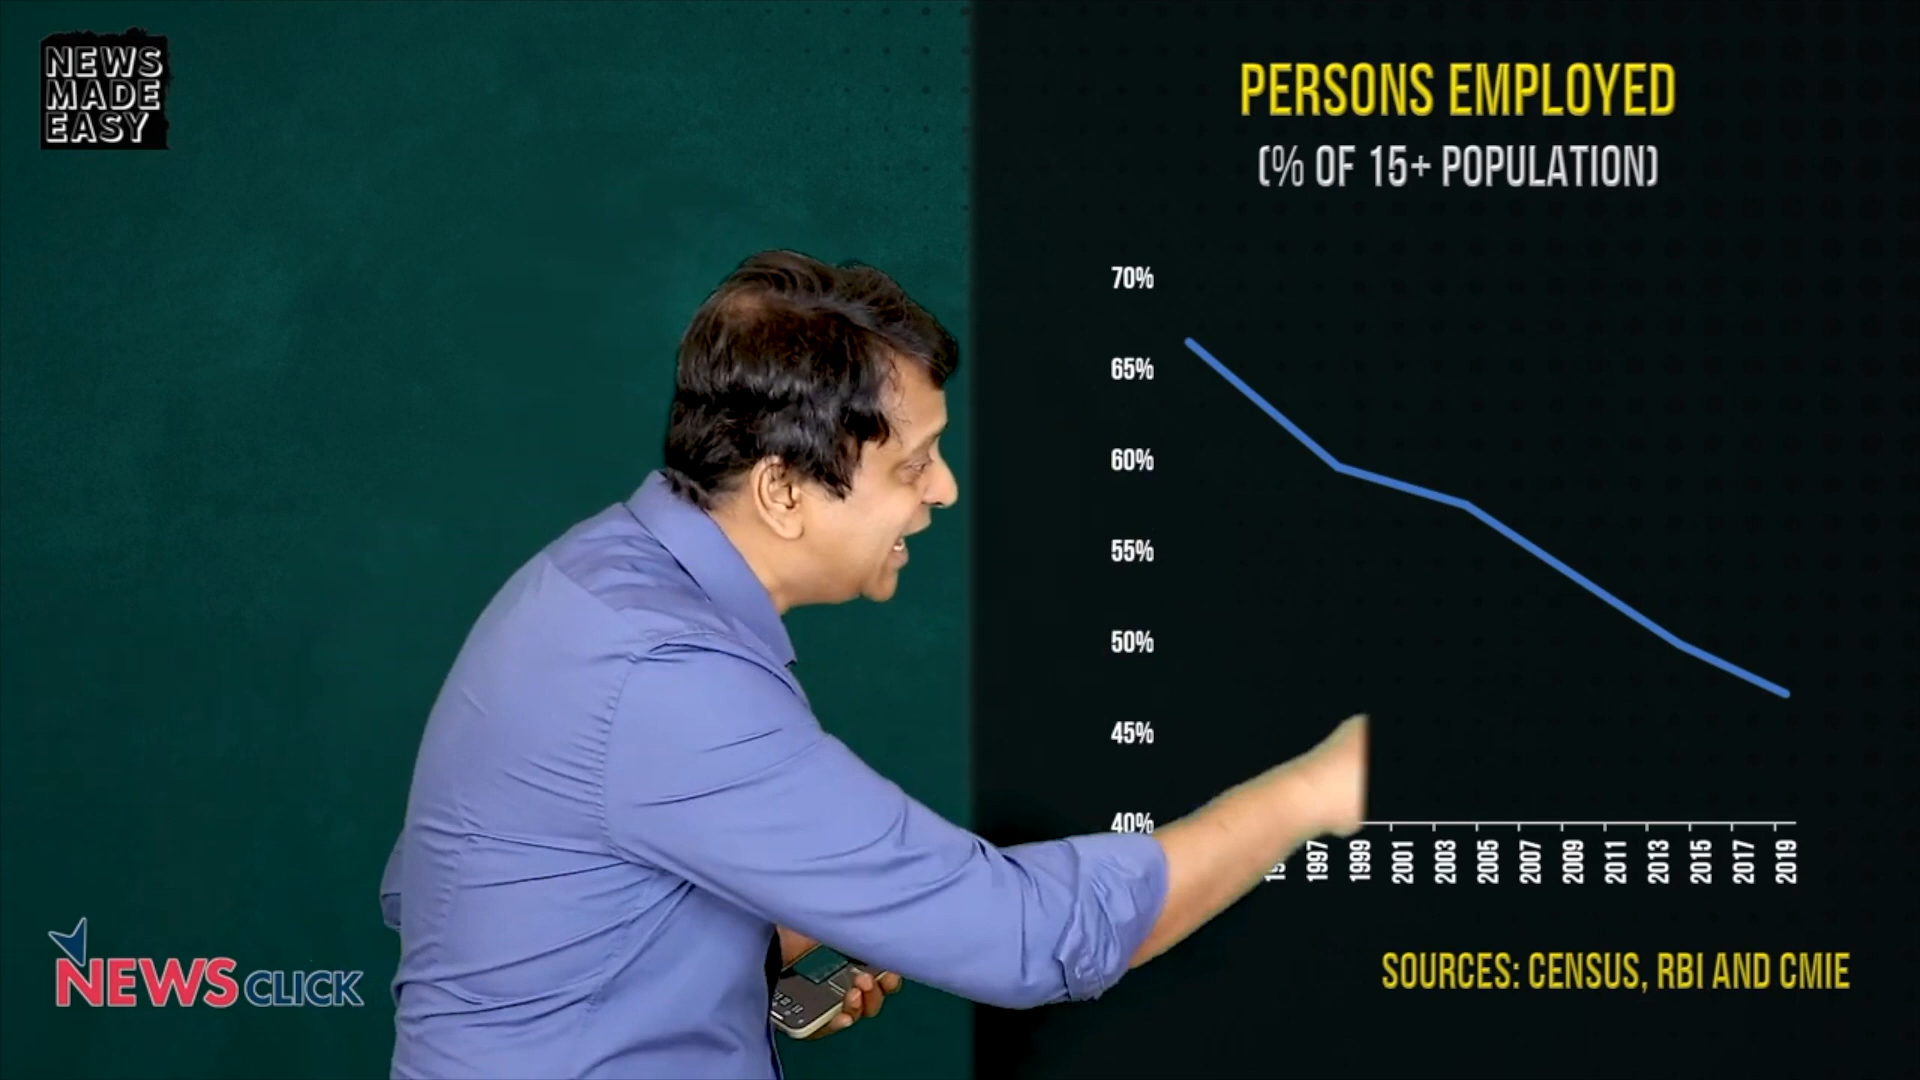 NEWS
MADE
EASY
PERSONS EMPLOYED
(% OF 15+ POPULATION)
70%
65%
60%
55%
50%
45%
40%
1997
1999
2001
2003
2005
2007
2009
2011
2013
2015
2017
2019
NEWSCLICK
SOURCES: CENSUS, RBI AND CMIE